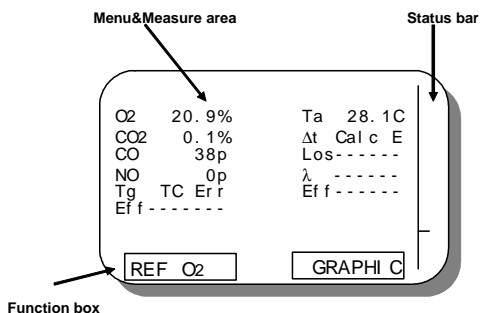 Menu&Measure area
Status bar
O2 20.9% Ta 28.1C
CO2 0.1% Δt Calc E
CO 38p Los------
NO 0p λ ------
Tg TC Err Eff------
Eff-------
REF O2 GRAPHIC
Function box